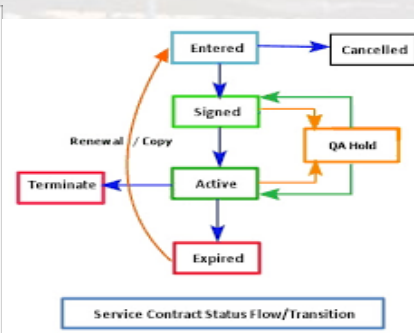 Entered
Cancelled
Signed
Renewal / Copy
QA Hold
Terminate
Active
Expired
Service Contract Status Flow/Transition